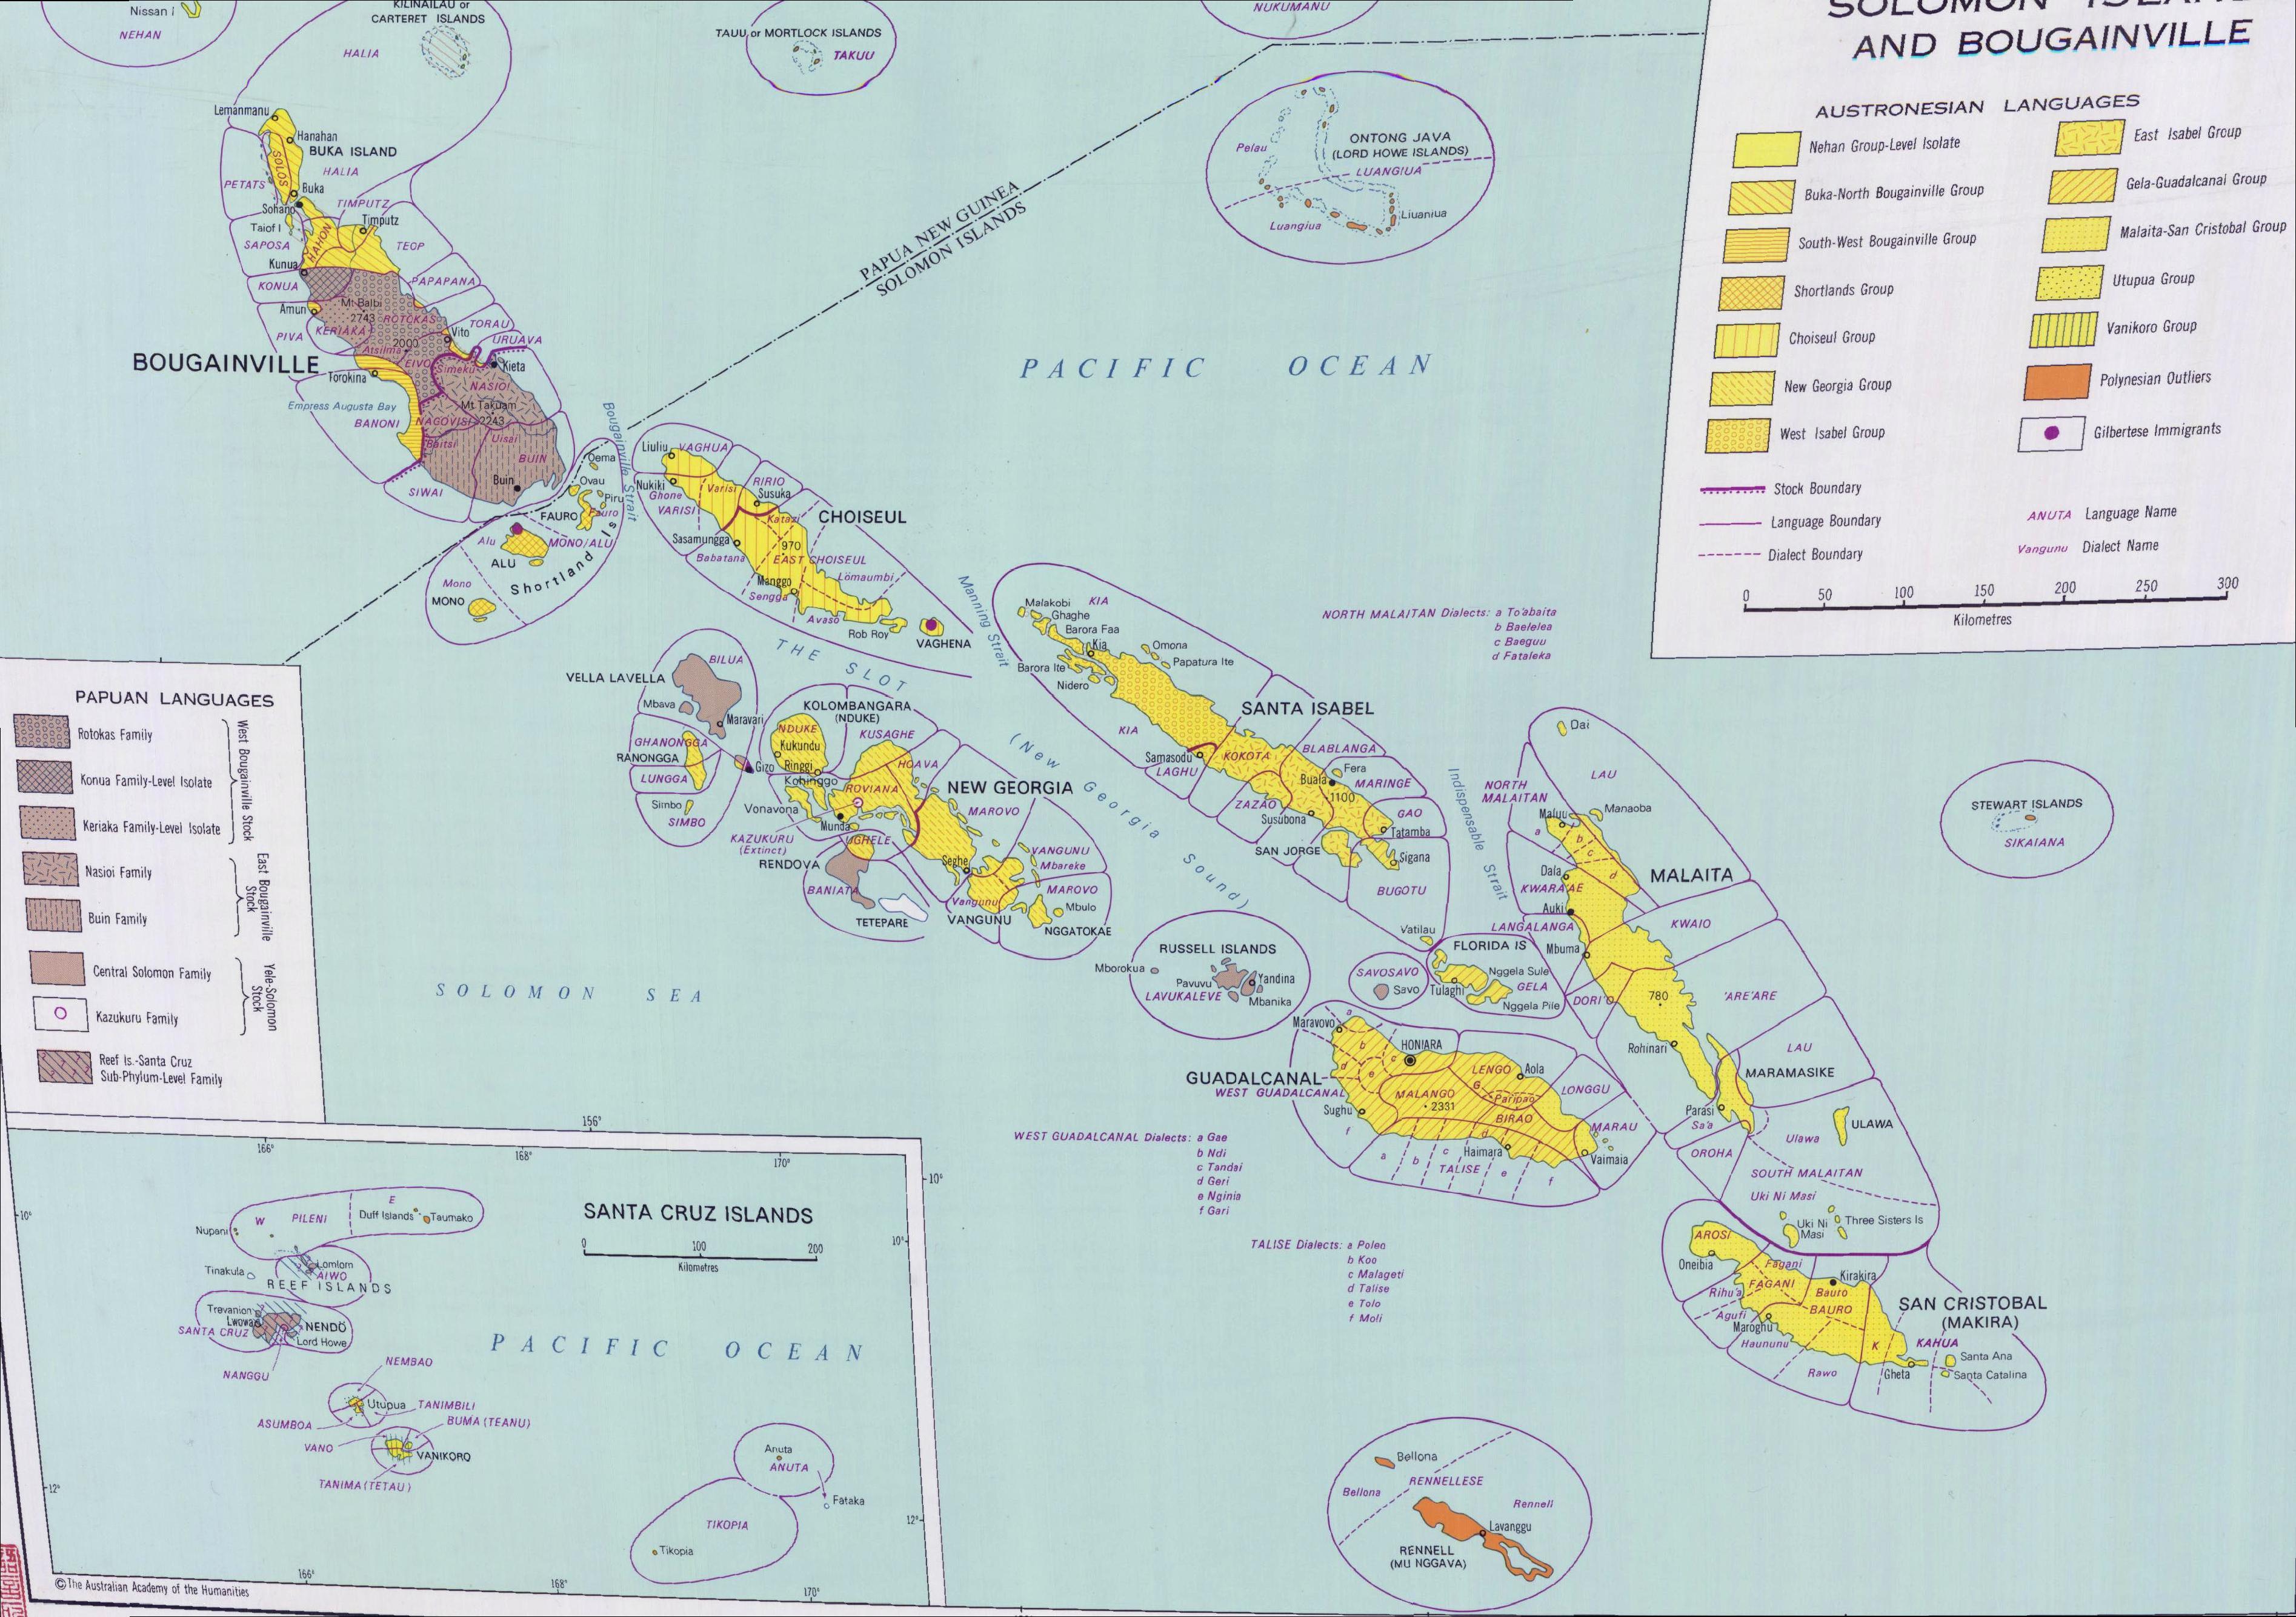 Nissan I
NEHAN
KILINAILAU or
CARTERET ISLANDS
HALIA
TAUU or MORTLOCK ISLANDS
TAKUU
NUKUMANU
SOLOMON ISLAND
AND BOUGAINVILLE
AUSTRONESIAN LANGUAGES
Nehan Group-Level Isolate
Buka-North Bougainville Group
South-West Bougainville Group
Shortlands Group
Choiseul Group
New Georgia Group
West Isabel Group
East Isabel Group
Gela-Guadalcanal Group
Malaita-San Cristobal Group
Utupua Group
Vanikoro Group
Polynesian Outliers
Gilbertese Immigrants
Stock Boundary
Language Boundary
Dialect Boundary
ANUTA Language Name
Vangunu Dialect Name
0 50 100 150 200 250 300
Kilometres
ONTONG JAVA
(LORD HOWE ISLANDS)
Pelau
LUANGIUA
Luangiua
Liuaniua
PAPUA NEW GUINEA
SOLOMON ISLANDS
PACIFIC OCEAN
Lemanmanu
Hanahan
BUKA ISLAND
SOLOS
HALIA
PETATS
Buka
Sohano
TIMPUTZ
Timputz
Taiof I
SAPOSA
HAHON
TEOP
Kunua
KONUA
PAPAPANA
Amun
Mt Balbi
2743
ROTOKAS
KERIAKA
PIVA
TORAU
Vito
URUAVA
2000
Atsilima
EIVO
Simeku
Kieta
BOUGAINVILLE
Torokina
NASIOI
Empress Augusta Bay
BANONI
Mt Takuam
2243
NAGOVISI
Baitsi
Uisai
BUIN
Buin
SIWAI
Bougainville Strait
Oema
Ovau
Piru
FAURO
Fauro
Alu
MONO/ALU
ALU
Shortland Is
Mono
MONO
Liuliu
VAGHUA
Nukiki
Ghone
VARISI
Varisi
RIRIO
Susuka
Katazi
CHOISEUL
Sasamungga
970
Babatana
EAST CHOISEUL
Manggo
Lömaumbi
Sengga
Avaso
Rob Roy
VAGHENA
THE SLOT
Manning Strait
Malakobi
KIA
Ghaghe
Barora Faa
Kia
Omona
Barora Ite
Papatura Ite
Nidero
SANTA ISABEL
KIA
Samasodu
LAGHU
KOKOTA
BLABLANGA
Fera
Buala
MARINGE
1100
ZAZAO
Susubona
GAO
Tatamba
SAN JORGE
Sigana
BUGOTU
NORTH MALAITAN Dialects: a To'abaita
b Baelelea
c Baeguu
d Fataleka
VELLA LAVELLA
BILUA
Mbava
Maravari
GHANONGGA
RANONGGA
LUNGGA
Gizo
Simbo
SIMBO
KOLOMBANGARA
(NDUKE)
NDUKE
Kukundu
Ringgi
KUSAGHE
Kohinggo
HOAVA
NEW GEORGIA
ROVIANA
Vonavona
Munda
MAROVO
KAZUKURU
(Extinct)
UGHELE
RENDOVA
BANIATA
TETEPARE
Seghe
VANGUNU
Mbareke
MAROVO
Vangunu
VANGUNU
Mbulo
NGGATOKAE
(New Georgia Sound)
Indispensable Strait
Dai
LAU
NORTH
MALAITAN
Manaoba
Maluu
a
b
c
d
Dala
MALAITA
KWARA'AE
Auki
LANGALANGA
KWAIO
Mbuma
DORI'O
780
'ARE'ARE
Rohinari
LAU
MARAMASIKE
Parasi
Sa'a
ULAWA
Ulawa
OROHA
SOUTH MALAITAN
Uki Ni Masi
Uki Ni
Masi
Three Sisters Is
STEWART ISLANDS
SIKAIANA
RUSSELL ISLANDS
Mborokua
Pavuvu
Yandina
LAVUKALEVE
Mbanika
SAVOSAVO
Savo
Vatilau
FLORIDA IS
Nggela Sule
Tulaghi
GELA
Nggela Pile
Maravovo
a
b
c
d
e
HONIARA
GUADALCANAL
WEST GUADALCANAL
LENGO
Aola
G
Paripao
MALANGO
2331
LONGGU
Sughu
BIRAO
f
d
MARAU
Haimara
Vaimaia
a
b
c
TALISE
e
f
WEST GUADALCANAL Dialects: a Gae
b Ndi
c Tandai
d Geri
e Nginia
f Gari
TALISE Dialects: a Poleo
b Koo
c Malageti
d Talise
e Tolo
f Moli
AROSI
Oneibia
Fagani
FAGANI
Kirakira
Rihu'a
Bauro
BAURO
Agufi
Maroghu
Haununu
SAN CRISTOBAL
(MAKIRA)
K
KAHUA
Santa Ana
Santa Catalina
Rawo
Gheta
Bellona
RENNELLESE
Bellona
Rennell
Lavanggu
RENNELL
(MU NGGAVA)
SOLOMON SEA
PAPUAN LANGUAGES
Rotokas Family
Konua Family-Level Isolate
Keriaka Family-Level Isolate
Nasioi Family
Buin Family
Central Solomon Family
Kazukuru Family
Reef Is.-Santa Cruz
Sub-Phylum-Level Family
West Bougainville Stock
East Bougainville
Stock
Yele-Solomon
Stock
156°
166°
168°
170°
10°
10°
10°
SANTA CRUZ ISLANDS
0 100 200
Kilometres
W
PILENI
E
Duff Islands
Taumako
Nupani
Lomlom
AIWO
Tinakula
REEF ISLANDS
Trevanion
Lwowa
SANTA CRUZ
NENDÖ
Lord Howe
NANGGU
PACIFIC OCEAN
NEMBAO
Utupua
TANIMBILI
ASUMBOA
BUMA (TEANU)
VANO
VANIKORO
TANIMA (TETAU)
Anuta
ANUTA
Fataka
TIKOPIA
Tikopia
12°
12°
166°
168°
170°
©The Australian Academy of the Humanities